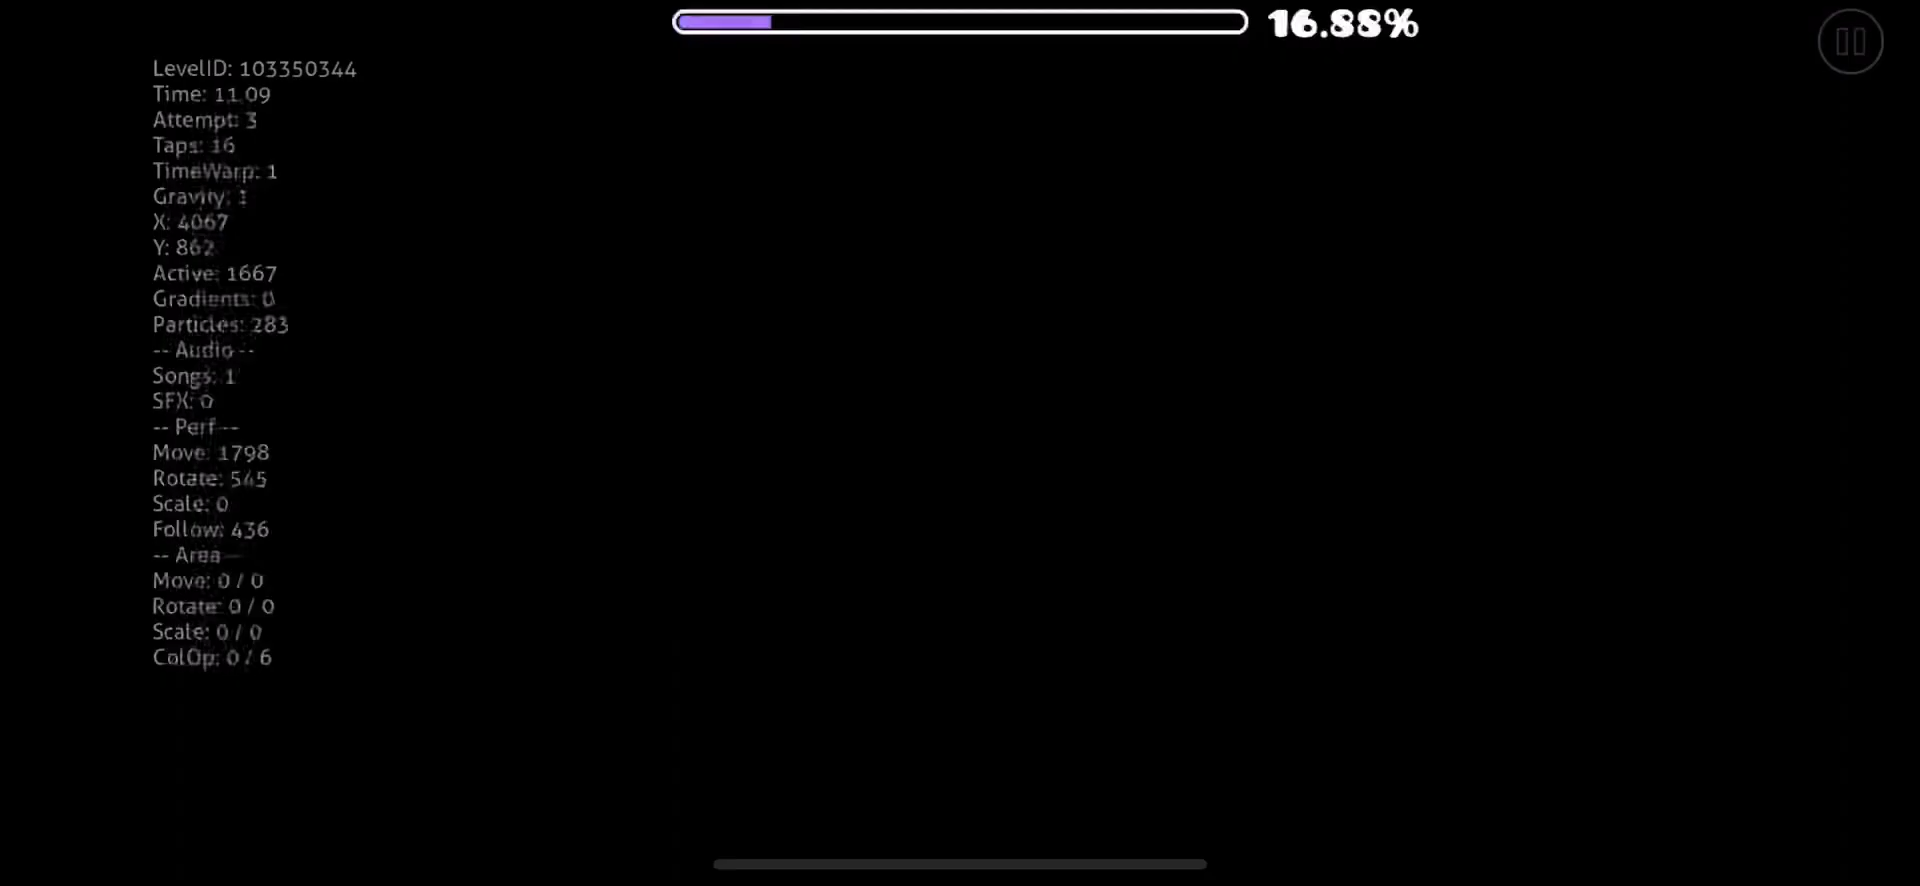 16.88%
LevelID: 103350344
Time: 11.09
Attempt: 3
Taps: 16
TimeWarp: 1
Gravity: 1
X: 4067
Y: 862
Active: 1667
Gradients: 0
Particles: 283
-- Audio --
Songs: 1
SFX: 0
-- Perf --
Move: 1798
Rotate: 545
Scale: 0
Follow: 436
-- Area --
Move: 0 / 0
Rotate: 0 / 0
Scale: 0 / 0
ColOp: 0 / 6